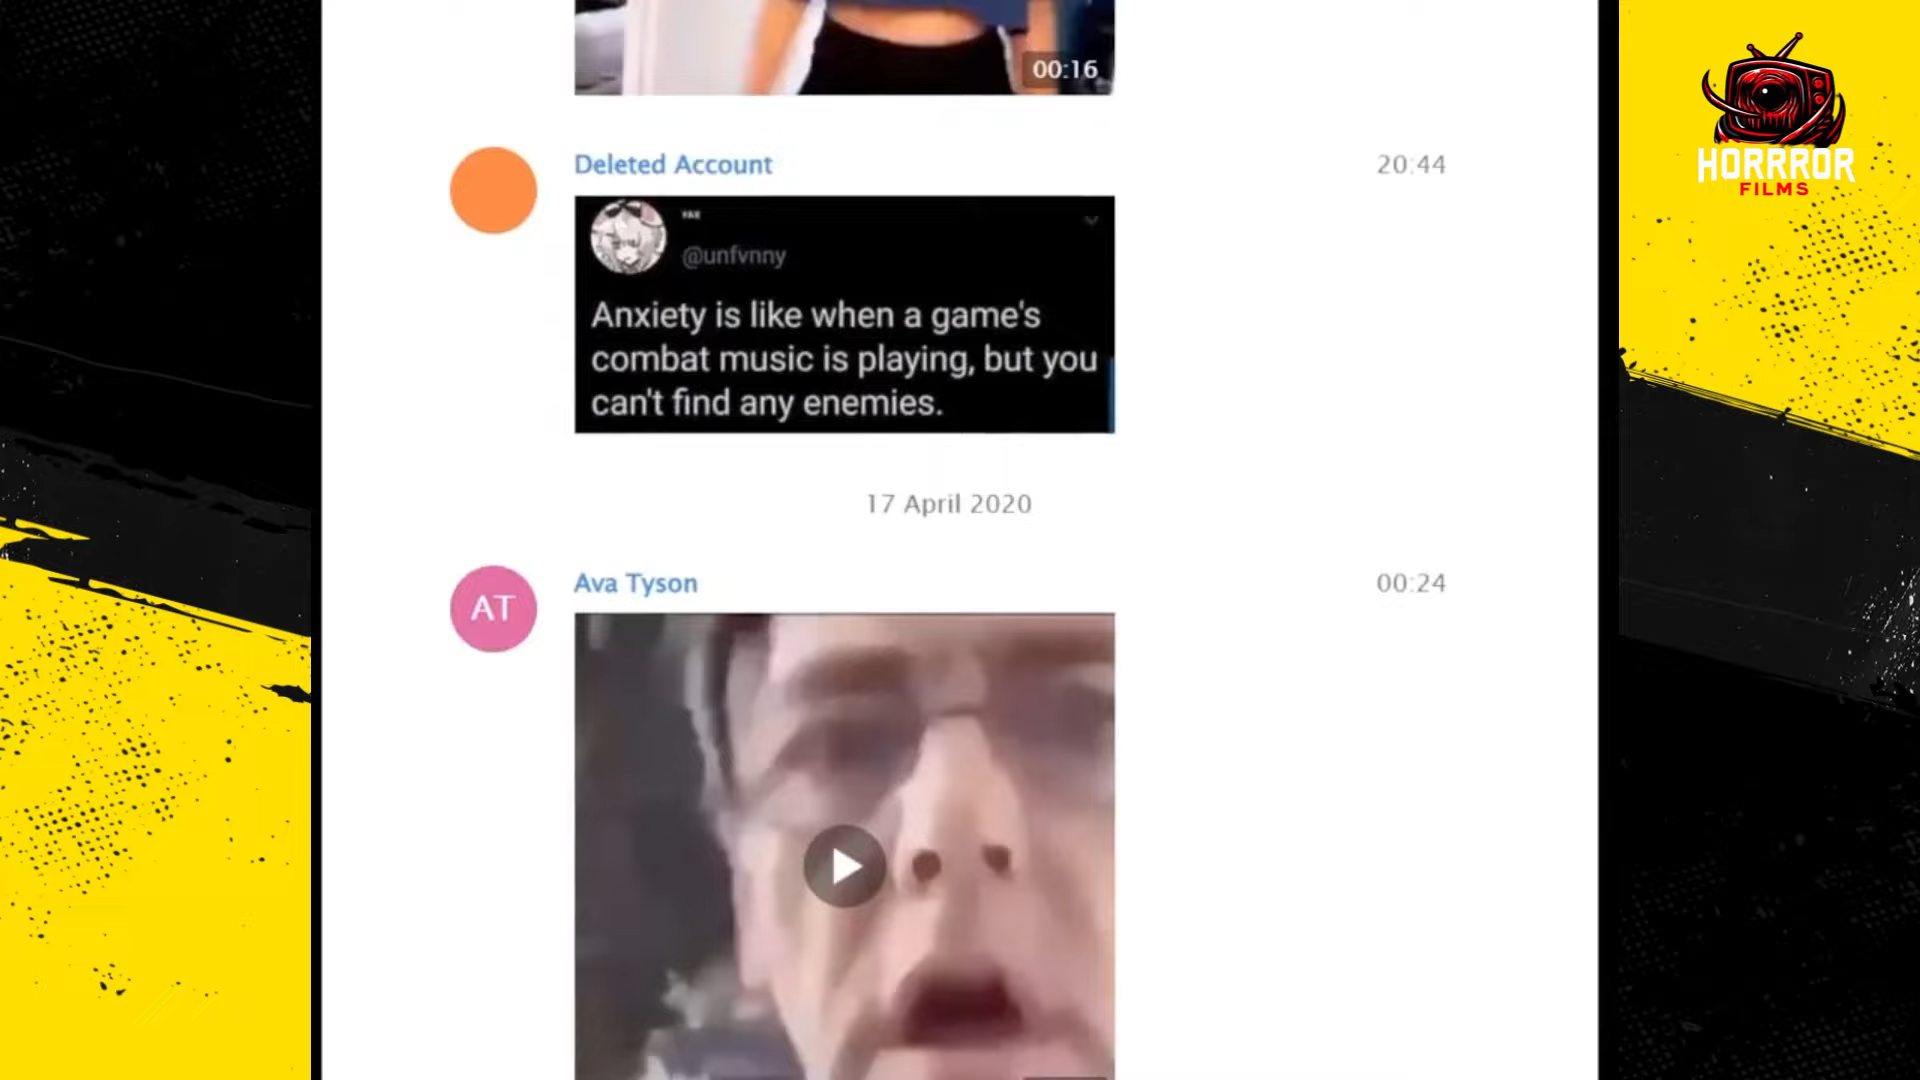 00:16
HORRROR
FILMS
Deleted Account 20:44
@unfvnny
Anxiety is like when a game's
combat music is playing, but you
can't find any enemies.
17 April 2020
AT Ava Tyson 00:24